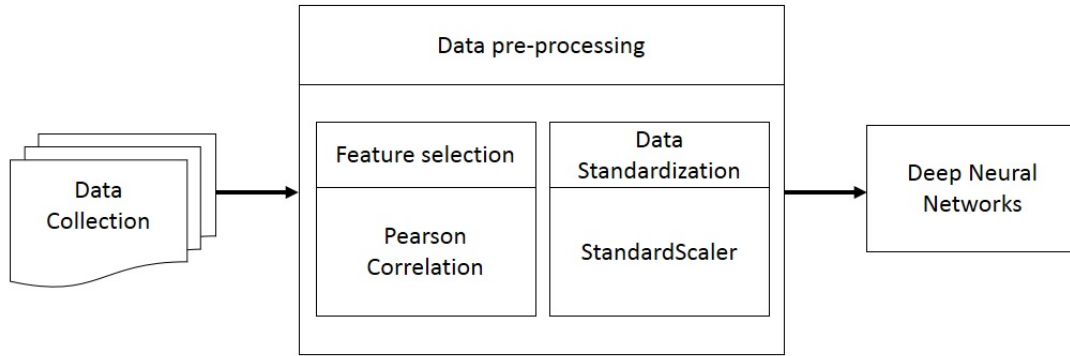 Data pre-processing
Data
Collection
Feature selection
Pearson
Correlation
Data
Standardization
StandardScaler
Deep Neural
Networks